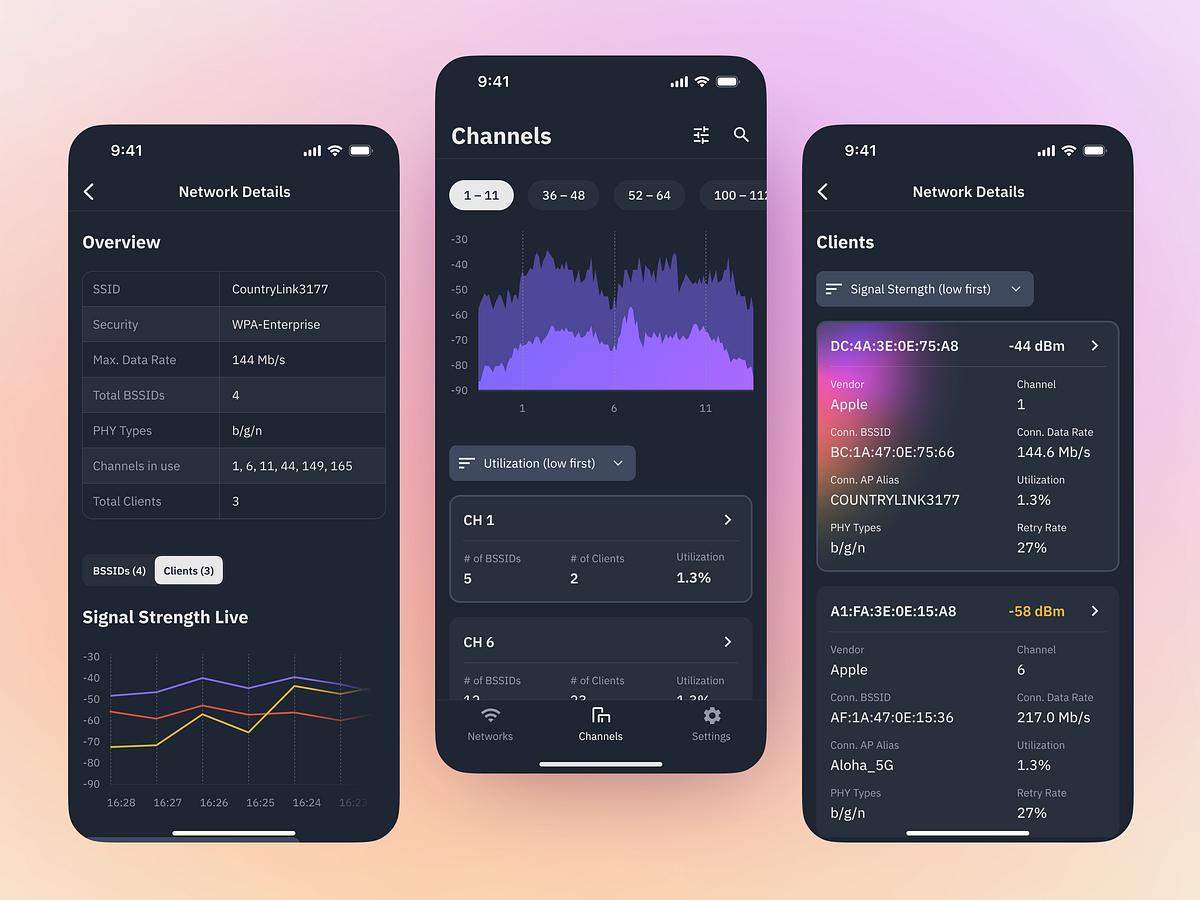 9:41
Network Details
Overview
SSID CountryLink3177
Security WPA-Enterprise
Max. Data Rate 144 Mb/s
Total BSSIDs 4
PHY Types b/g/n
Channels in use 1, 6, 11, 44, 149, 165
Total Clients 3
BSSIDs (4) Clients (3)
Signal Strength Live
-30
-40
-50
-60
-70
-80
-90
16:28 16:27 16:26 16:25 16:24 16:23
9:41
Channels
1 – 11 36 – 48 52 – 64 100 – 112
-30
-40
-50
-60
-70
-80
-90
1 6 11
Utilization (low first)
CH 1
# of BSSIDs # of Clients Utilization
5 2 1.3%
CH 6
# of BSSIDs # of Clients Utilization
12 23 1.3%
Networks Channels Settings
9:41
Network Details
Clients
Signal Sterngth (low first)
DC:4A:3E:0E:75:A8 -44 dBm
Vendor Channel
Apple 1
Conn. BSSID Conn. Data Rate
BC:1A:47:0E:75:66 144.6 Mb/s
Conn. AP Alias Utilization
COUNTRYLINK3177 1.3%
PHY Types Retry Rate
b/g/n 27%
A1:FA:3E:0E:15:A8 -58 dBm
Vendor Channel
Apple 6
Conn. BSSID Conn. Data Rate
AF:1A:47:0E:15:36 217.0 Mb/s
Conn. AP Alias Utilization
Aloha_5G 1.3%
PHY Types Retry Rate
b/g/n 27%